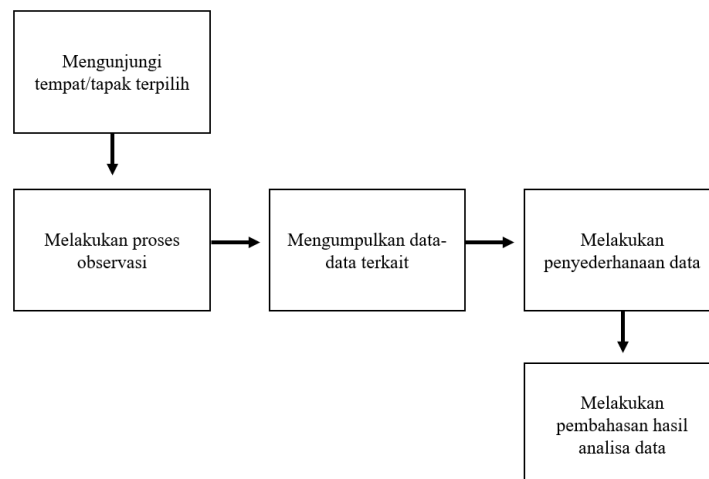 Mengunjungi
tempat/tapak terpilih
Melakukan proses
observasi
Mengumpulkan data-
data terkait
Melakukan
penyederhanaan data
Melakukan
pembahasan hasil
analisa data